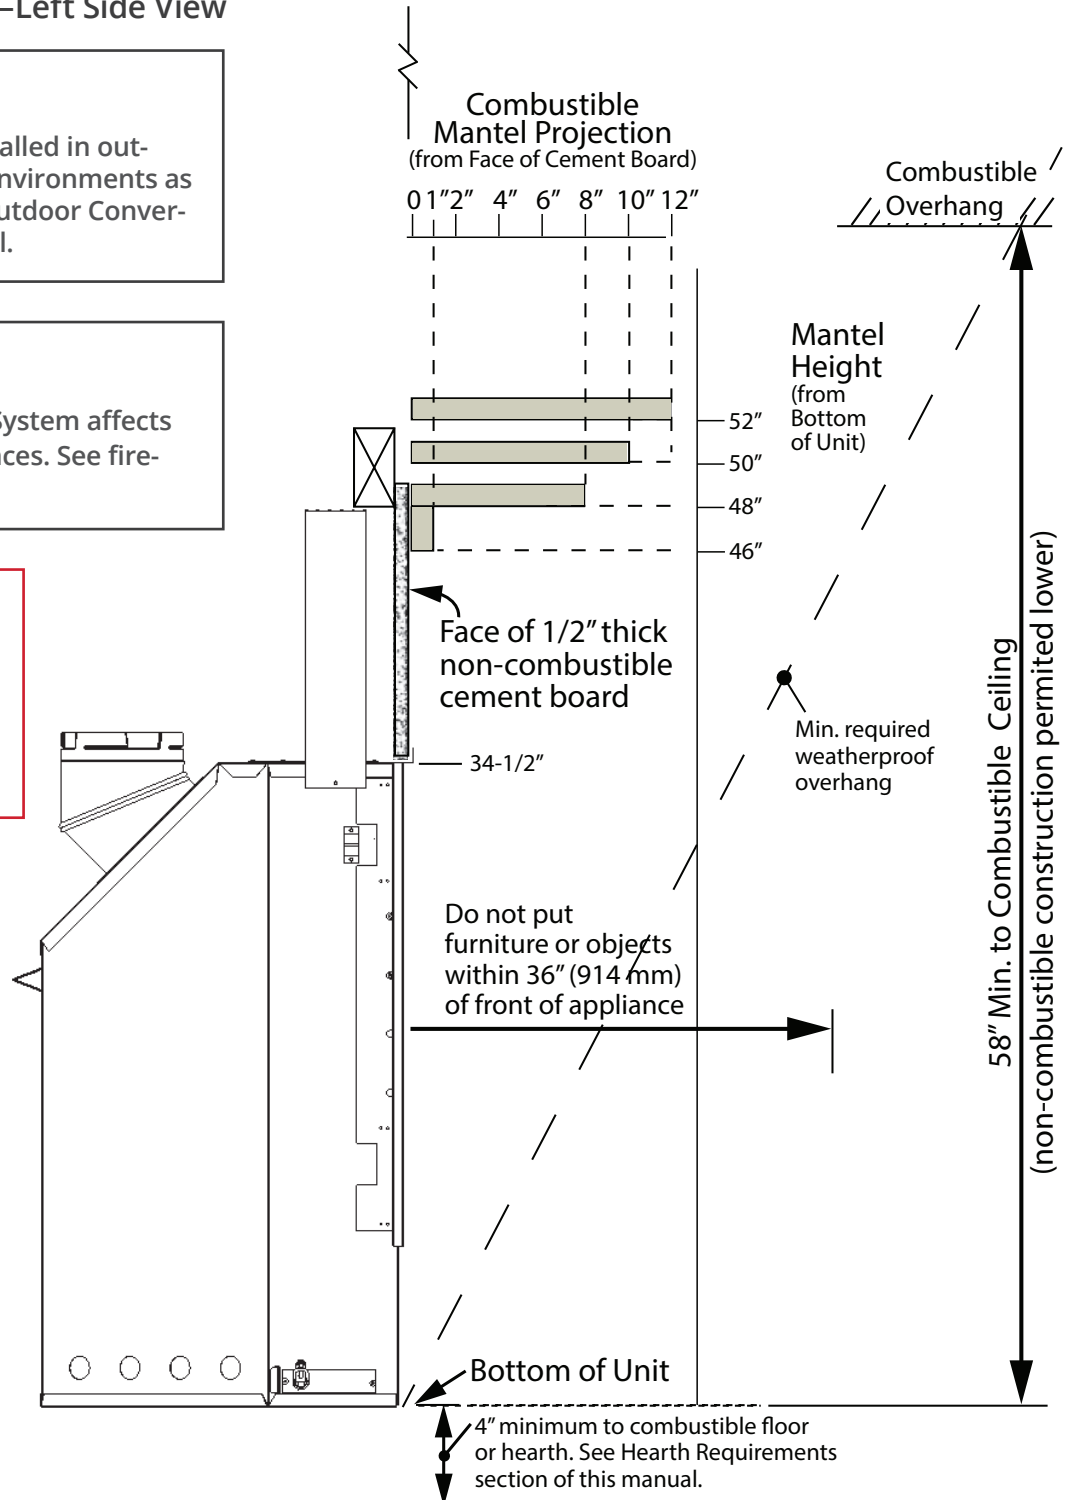 –Left Side View
alled in out-
nvironments as
utdoor Conver-
l.
System affects
nces. See fire-
Combustible
Mantel Projection
(from Face of Cement Board)
0 1” 2” 4” 6” 8” 10” 12”
Combustible
Overhang
Mantel
Height
(from
Bottom
of Unit)
52”
50”
48”
46”
Face of 1/2” thick
non-combustible
cement board
34-1/2”
Min. required
weatherproof
overhang
Do not put
furniture or objects
within 36” (914 mm)
of front of appliance
58” Min. to Combustible Ceiling
(non-combustible construction permited lower)
Bottom of Unit
4” minimum to combustible floor
or hearth. See Hearth Requirements
section of this manual.